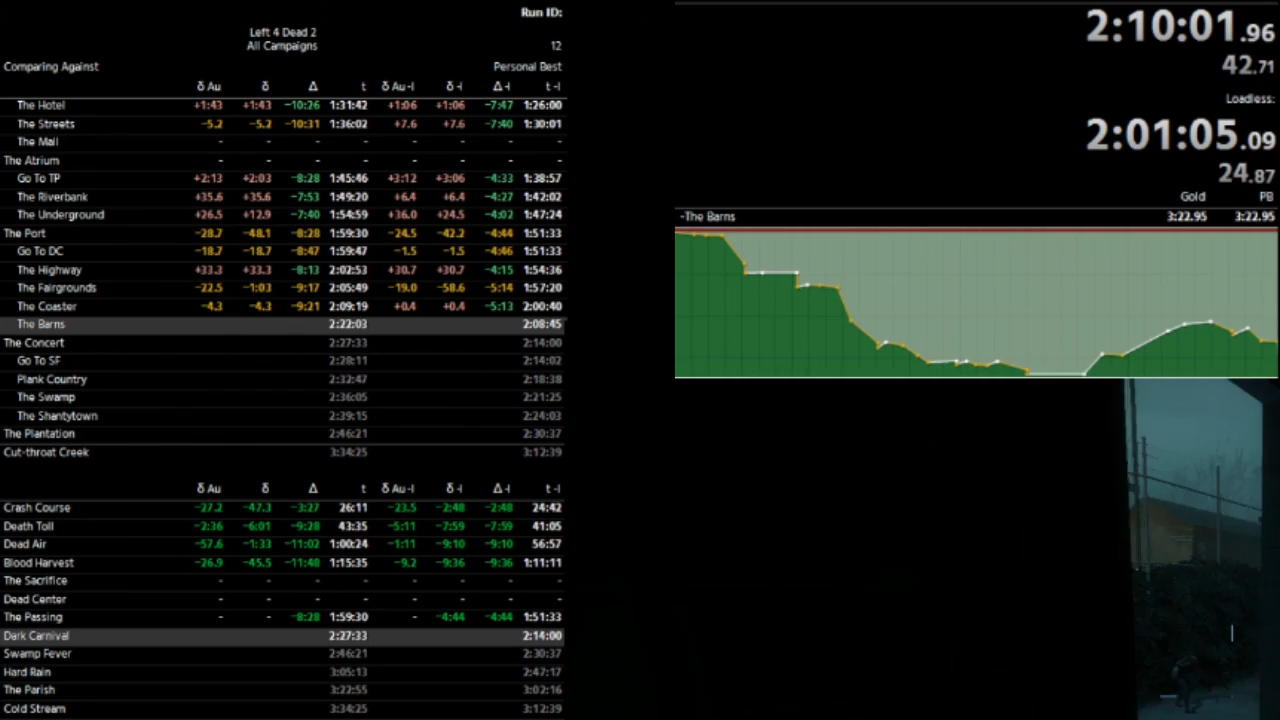 Run ID:
Left 4 Dead 2
All Campaigns 12
Comparing Against Personal Best
δ Au δ Δ t δ Au -I δ -I Δ -I t -I
The Hotel +1:43 +1:43 −10:26 1:31:42 +1:06 +1:06 −7:47 1:26:00
The Streets −5.2 −5.2 −10:31 1:36:02 +7.6 +7.6 −7:40 1:30:01
The Mall - - - - - - - -
The Atrium - - - - - - - -
Go To TP +2:13 +2:03 −8:28 1:45:46 +3:12 +3:06 −4:33 1:38:57
The Riverbank +35.6 +35.6 −7:53 1:49:20 +6.4 +6.4 −4:27 1:42:02
The Underground +26.5 +12.9 −7:40 1:54:59 +36.0 +24.5 −4:02 1:47:24
The Port −28.7 −48.1 −8:28 1:59:30 −24.5 −42.2 −4:44 1:51:33
Go To DC −18.7 −18.7 −8:47 1:59:47 −1.5 −1.5 −4:46 1:51:33
The Highway +33.3 +33.3 −8:13 2:02:53 +30.7 +30.7 −4:15 1:54:36
The Fairgrounds −22.5 −1:03 −9:17 2:05:49 −19.0 −58.6 −5:14 1:57:20
The Coaster −4.3 −4.3 −9:21 2:09:19 +0.4 +0.4 −5:13 2:00:40
The Barns 2:22:03 2:08:45
The Concert 2:27:33 2:14:00
Go To SF 2:28:11 2:14:02
Plank Country 2:32:47 2:18:38
The Swamp 2:36:05 2:21:25
The Shantytown 2:39:15 2:24:03
The Plantation 2:46:21 2:30:37
Cut-throat Creek 3:34:25 3:12:39
δ Au δ Δ t δ Au -I δ -I Δ -I t -I
Crash Course −27.2 −47.3 −3:27 26:11 −23.5 −2:48 −2:48 24:42
Death Toll −2:36 −6:01 −9:28 43:35 −5:11 −7:59 −7:59 41:05
Dead Air −57.6 −1:33 −11:02 1:00:24 −1:11 −9:10 −9:10 56:57
Blood Harvest −26.9 −45.5 −11:48 1:15:35 −9.2 −9:36 −9:36 1:11:11
The Sacrifice - - - - - - - -
Dead Center - - - - - - - -
The Passing - - −8:28 1:59:30 - −4:44 −4:44 1:51:33
Dark Carnival 2:27:33 2:14:00
Swamp Fever 2:46:21 2:30:37
Hard Rain 3:05:13 2:47:17
The Parish 3:22:55 3:02:16
Cold Stream 3:34:25 3:12:39
2:10:01.96
42.71
Loadless:
2:01:05.09
24.87
Gold PB
-The Barns 3:22.95 3:22.95